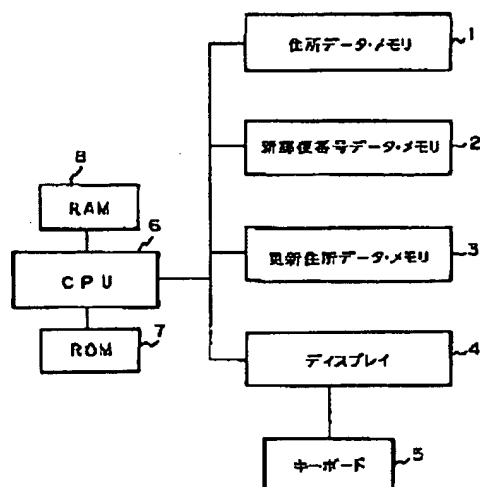 住所データ・メモリ
1
新郵便番号データ・メモリ
2
8
RAM
6
CPU
更新住所データ・メモリ
3
7
ROM
ディスプレイ
4
キーボード
5